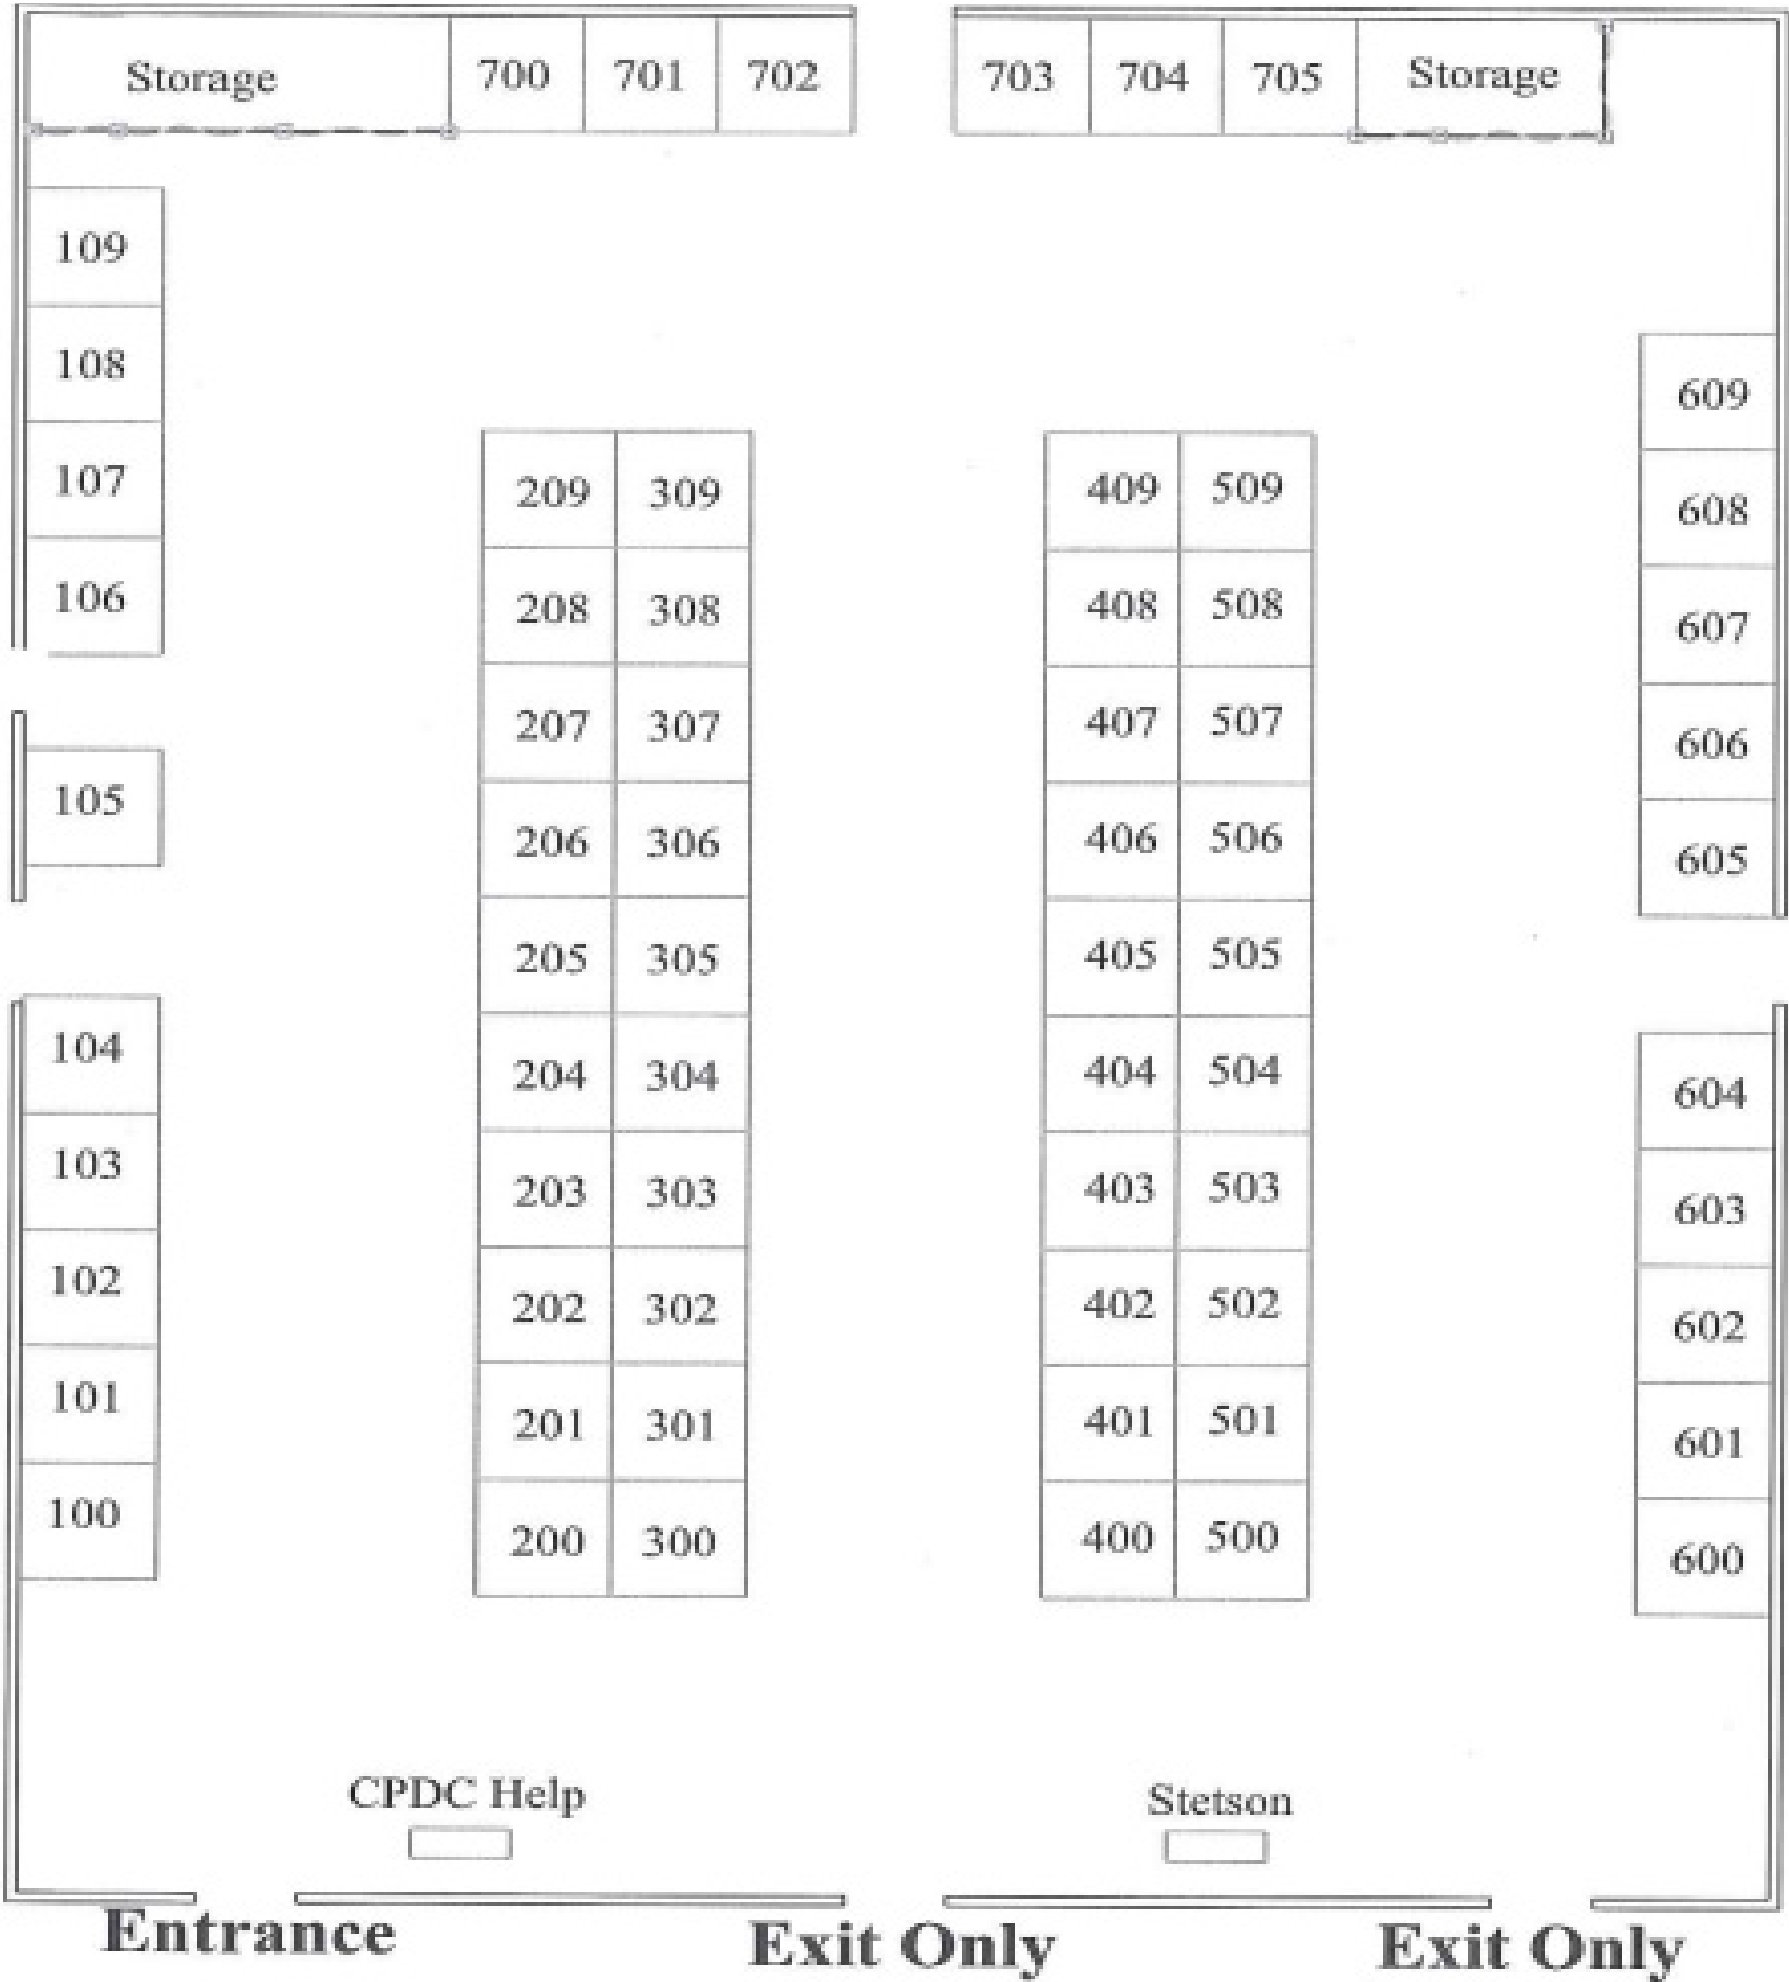 Storage 700 701 702 703 704 705 Storage
109
108 609
107 209 309 409 509 608
106 208 308 408 508 607
207 307 407 507 606
105 206 306 406 506 605
205 305 405 505
104 204 304 404 504 604
103 203 303 403 503 603
102 202 302 402 502 602
101 201 301 401 501 601
100 200 300 400 500 600
CPDC Help Stetson
Entrance Exit Only Exit Only